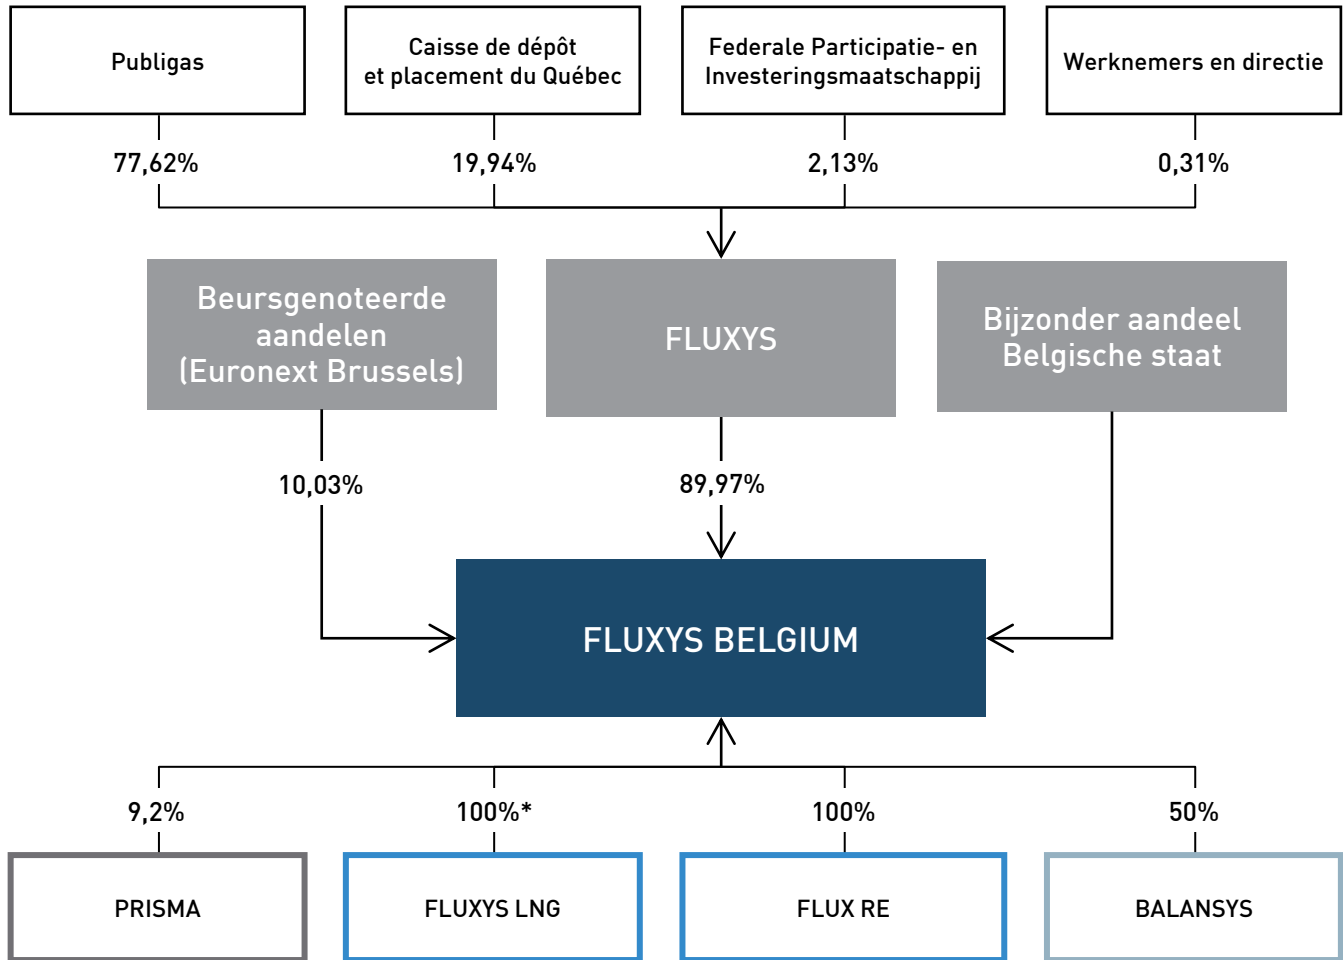 Publigas
Caisse de dépôt
et placement du Québec
Federale Participatie- en
Investeringsmaatschappij
Werknemers en directie
77,62%
19,94%
2,13%
0,31%
Beursgenoteerde
aandelen
(Euronext Brussels)
FLUXYS
Bijzonder aandeel
Belgische staat
10,03%
89,97%
FLUXYS BELGIUM
9,2%
100%*
100%
50%
PRISMA
FLUXYS LNG
FLUX RE
BALANSYS